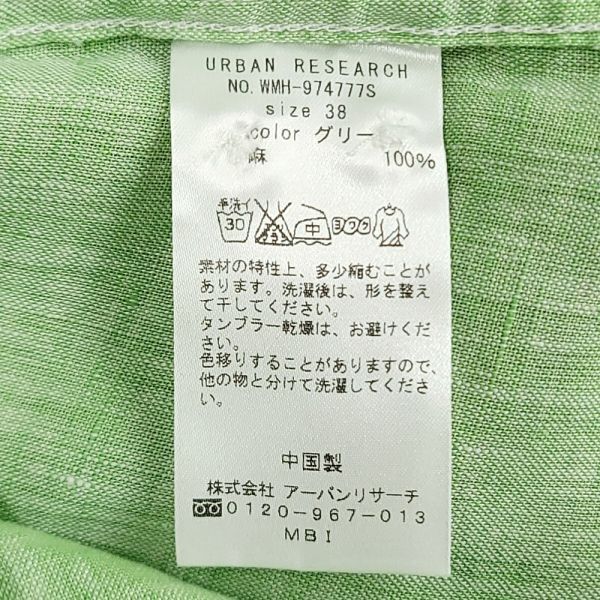 URBAN RESEARCH
NO. WMH-974777S
size 38
color グリー
麻 100%
手洗イ
30 エンソサラシ 中 ヨワク
素材の特性上、多少縮むことが
あります。洗濯後は、形を整え
て干してください。
タンブラー乾燥は、お避けくだ
さい。
色移りすることがありますので、
他の物と分けて洗濯してくださ
い。
中国製
株式会社 アーバンリサーチ
0120-967-013
MBI